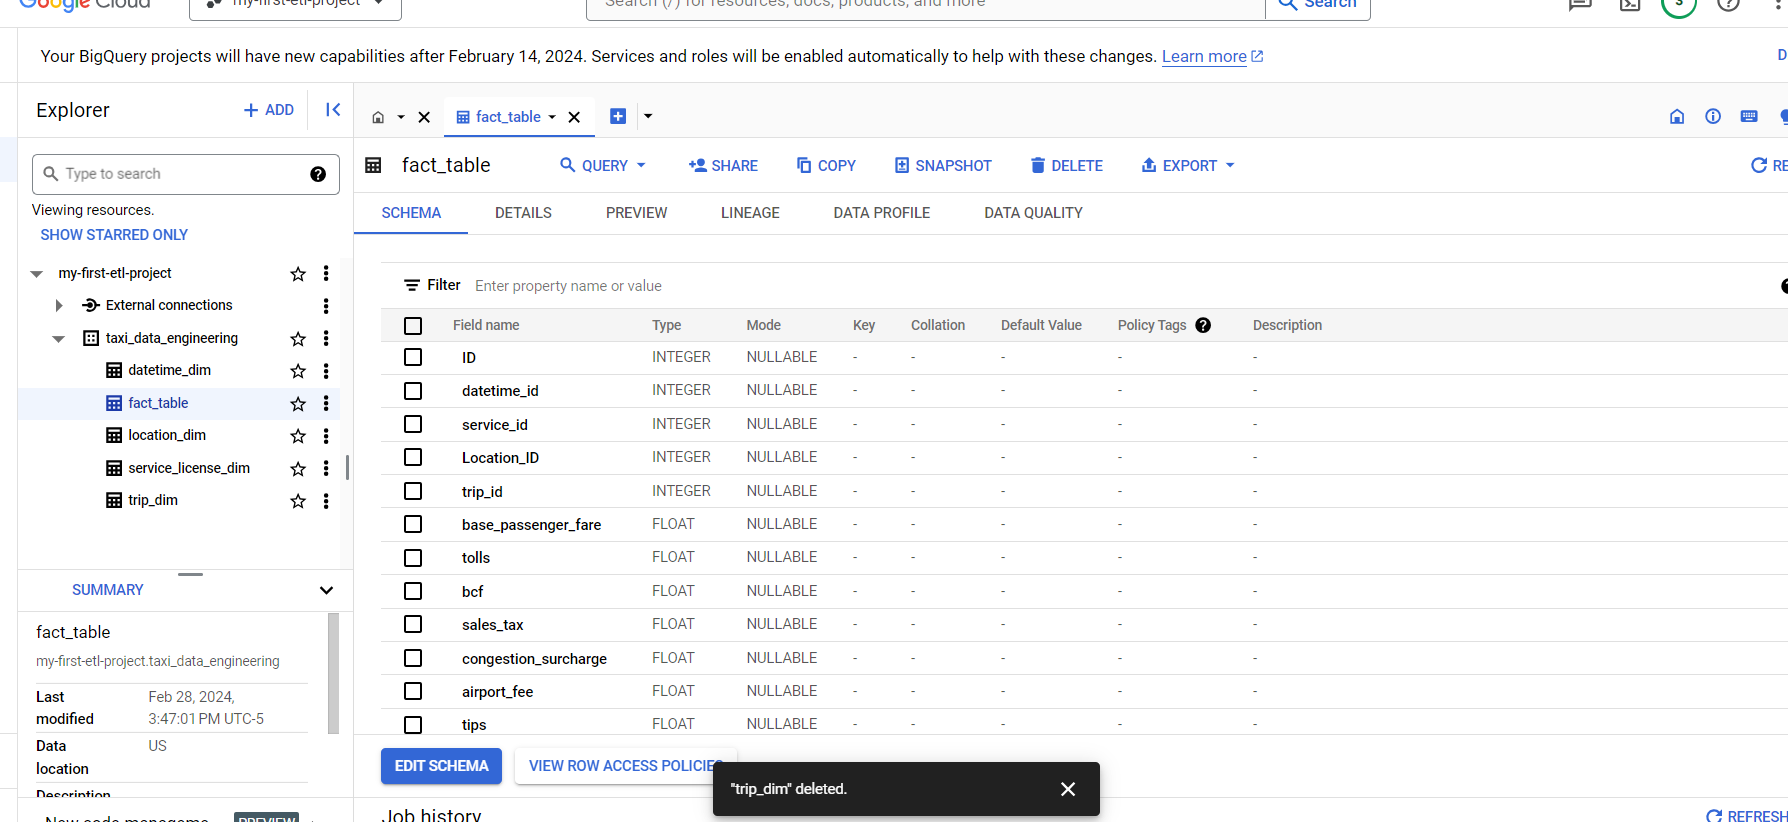 Google Cloud
my-first-etl-project
Search (/) for resources, docs, products, and more
Search
3
Your BigQuery projects will have new capabilities after February 14, 2024. Services and roles will be enabled automatically to help with these changes. Learn more
D
Explorer
ADD
fact_table
Type to search
Viewing resources.
SHOW STARRED ONLY
my-first-etl-project
External connections
taxi_data_engineering
datetime_dim
fact_table
location_dim
service_license_dim
trip_dim
SUMMARY
fact_table
my-first-etl-project.taxi_data_engineering
Last modified Feb 28, 2024, 3:47:01 PM UTC-5
Data location US
Description
New code manageme PREVIEW
fact_table
QUERY SHARE COPY SNAPSHOT DELETE EXPORT RE
SCHEMA DETAILS PREVIEW LINEAGE DATA PROFILE DATA QUALITY
Filter Enter property name or value
Field name Type Mode Key Collation Default Value Policy Tags Description
ID INTEGER NULLABLE - - - - -
datetime_id INTEGER NULLABLE - - - - -
service_id INTEGER NULLABLE - - - - -
Location_ID INTEGER NULLABLE - - - - -
trip_id INTEGER NULLABLE - - - - -
base_passenger_fare FLOAT NULLABLE - - - - -
tolls FLOAT NULLABLE - - - - -
bcf FLOAT NULLABLE - - - - -
sales_tax FLOAT NULLABLE - - - - -
congestion_surcharge FLOAT NULLABLE - - - - -
airport_fee FLOAT NULLABLE - - - - -
tips FLOAT NULLABLE - - - - -
EDIT SCHEMA VIEW ROW ACCESS POLICIES
"trip_dim" deleted.
Job history
REFRESH